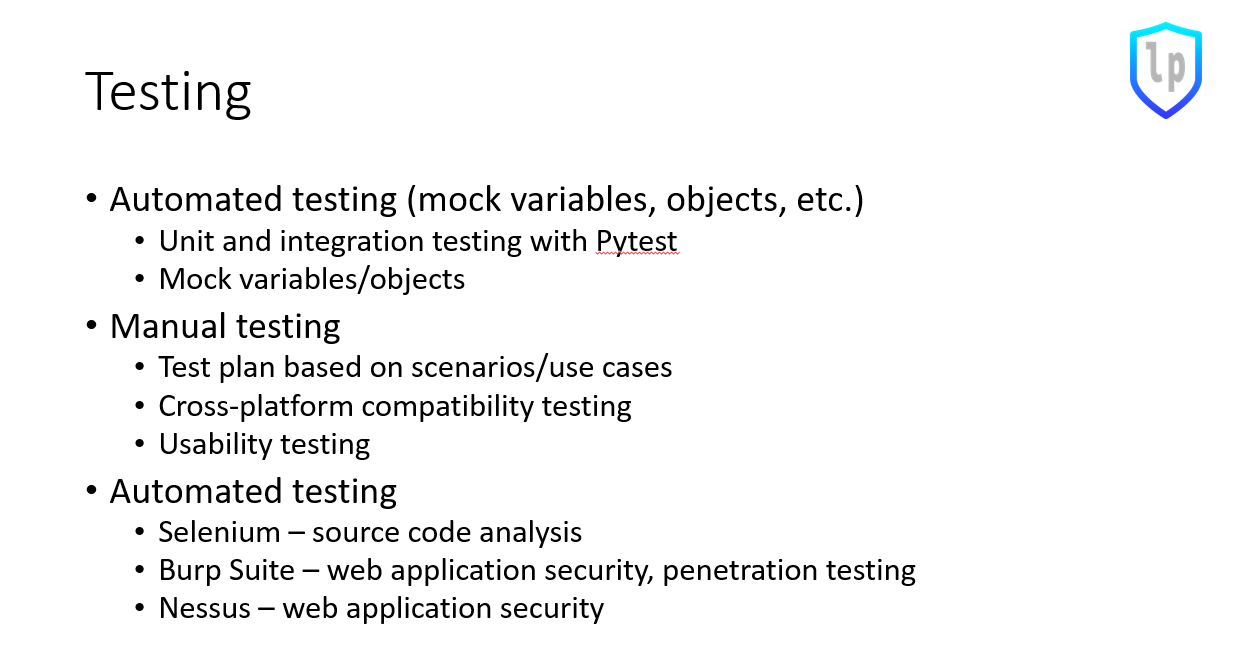 lp
Testing
• Automated testing (mock variables, objects, etc.)
• Unit and integration testing with Pytest
• Mock variables/objects
• Manual testing
• Test plan based on scenarios/use cases
• Cross-platform compatibility testing
• Usability testing
• Automated testing
• Selenium – source code analysis
• Burp Suite – web application security, penetration testing
• Nessus – web application security